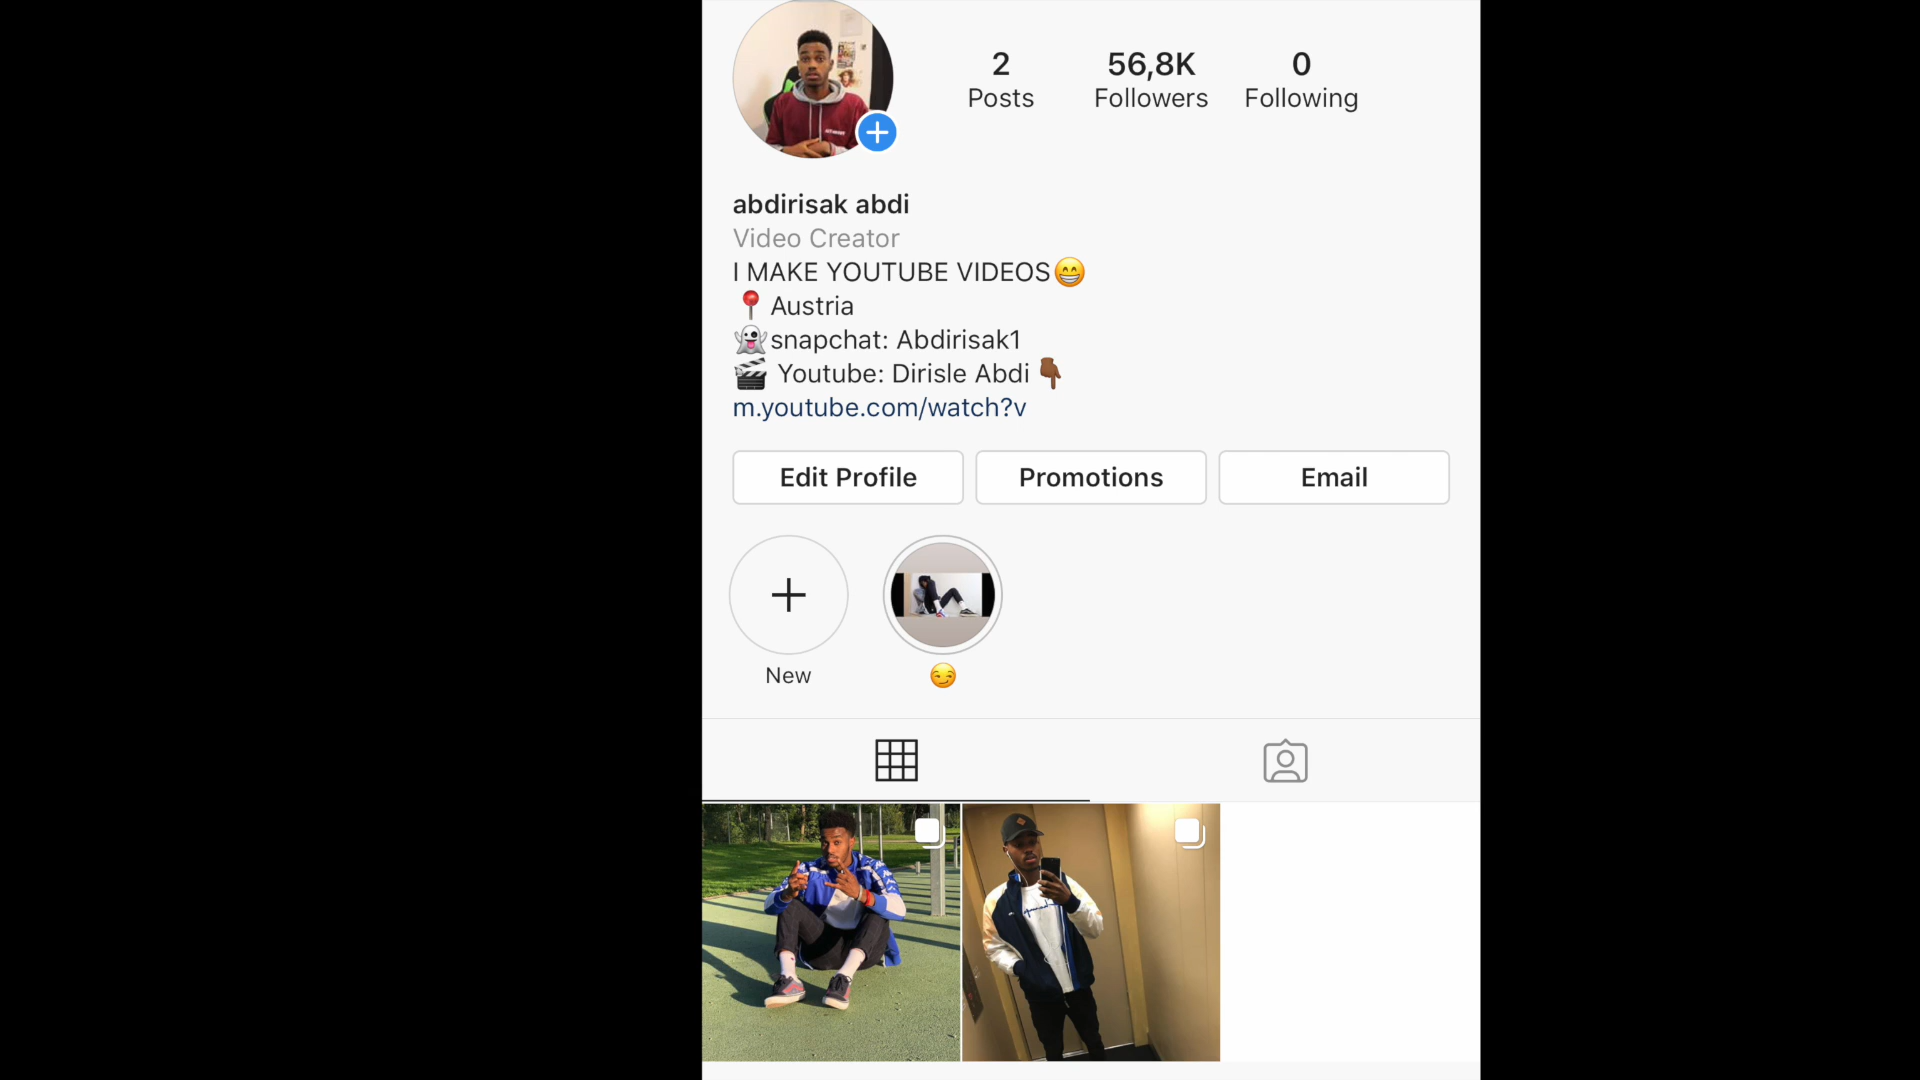 2
Posts
56,8K
Followers
0
Following
abdirisak abdi
Video Creator
I MAKE YOUTUBE VIDEOS😁
📍 Austria
👻snapchat: Abdirisak1
🎬 Youtube: Dirisle Abdi 👇🏾
m.youtube.com/watch?v
Edit Profile
Promotions
Email
New
😏